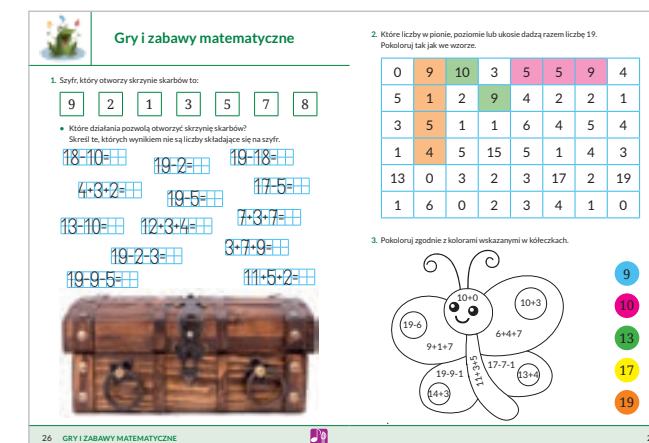 Gry i zabawy matematyczne
1. Szyfr, który otworzy skrzynie skarbów to:
9 2 1 3 5 7 8
• Które działania pozwolą otworzyć skrzynię skarbów?
Skreśl te, których wynikiem nie są liczby składające się na szyfr.
18-10=
19-2=
19-18=
4+3+2=
19-5=
17-5=
13-10=
12+3+4=
7+3+7=
19-2-3=
3+7+9=
19-9-5=
11+5+2=
26 GRY I ZABAWY MATEMATYCZNE
2. Które liczby w pionie, poziomie lub ukosie dadzą razem liczbę 19.
Pokoloruj tak jak we wzorze.
0 9 10 3 5 5 9 4
5 1 2 9 4 2 2 1
3 5 1 1 6 4 5 4
1 4 5 15 5 1 4 3
13 0 3 2 3 17 2 19
1 6 0 2 3 4 1 0
3. Pokoloruj zgodnie z kolorami wskazanymi w kółeczkach.
10+0
10+3
19-6
6+4+7
9+1+7
11+3+5
17-7-1
19-9-1
13+4
14+3
9
10
13
17
19